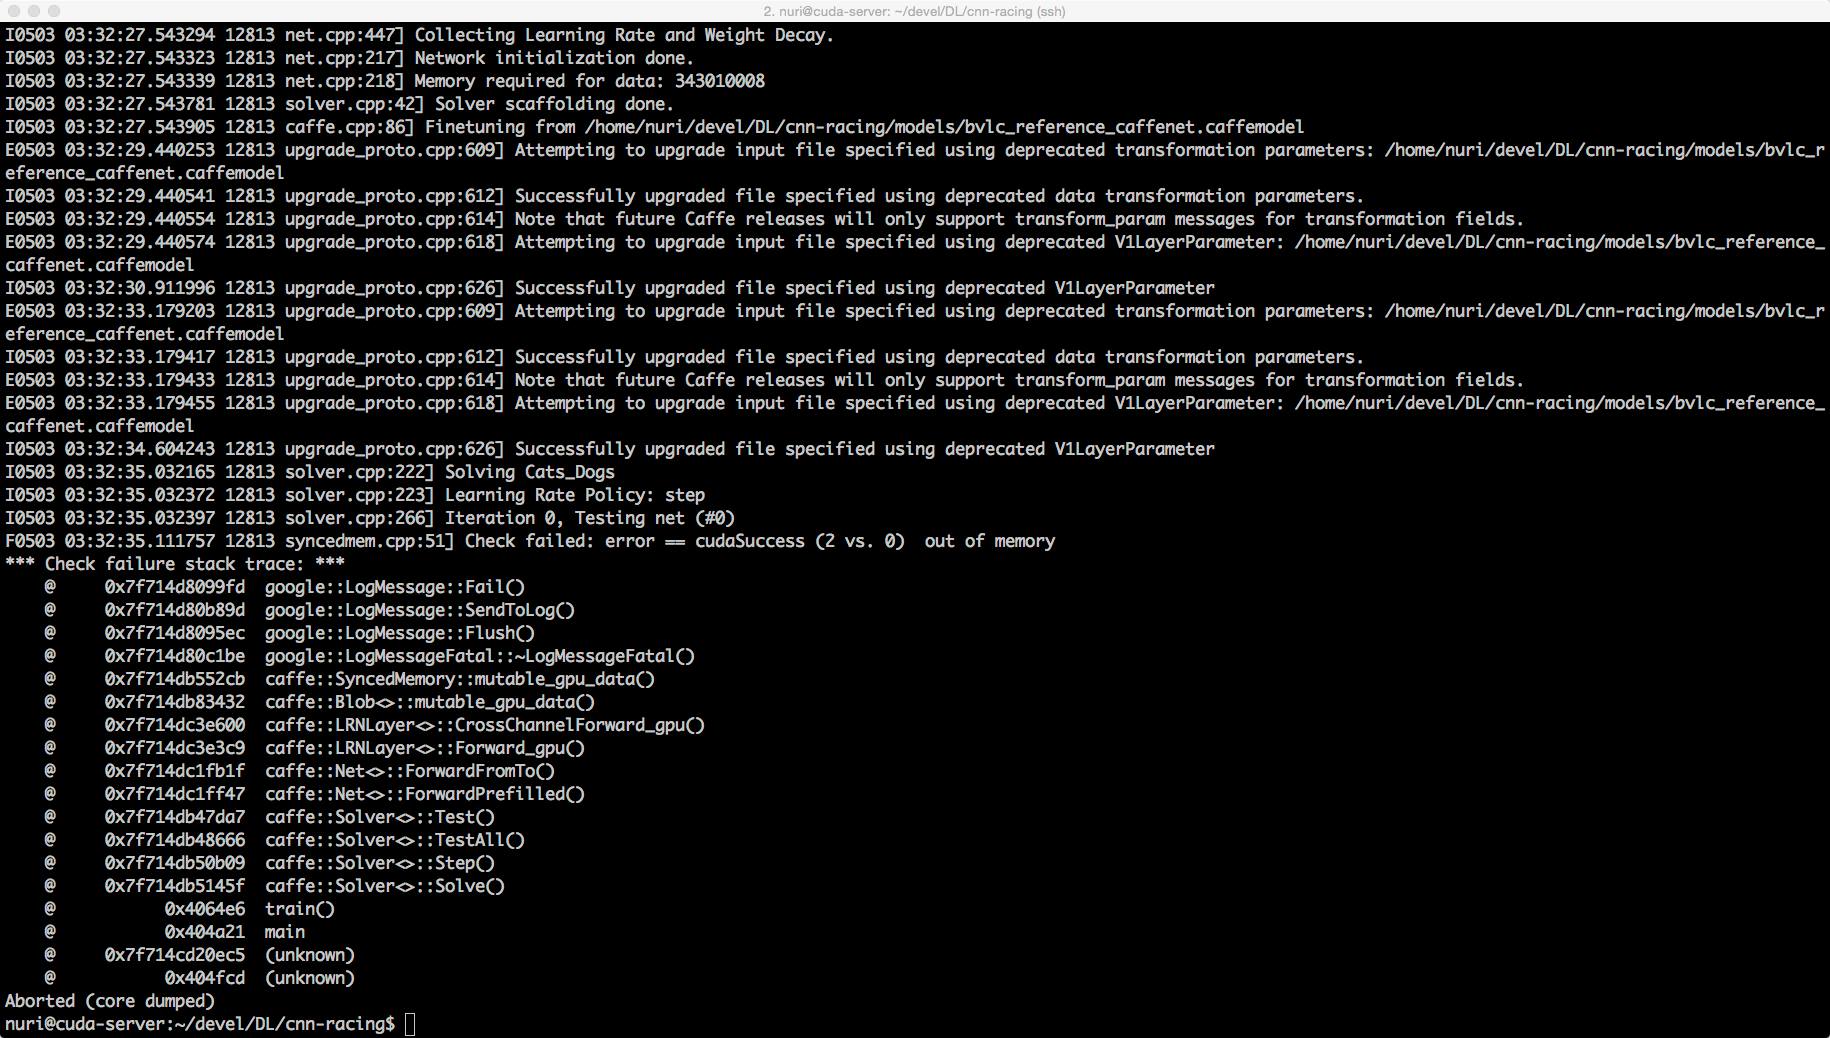 2. nuri@cuda-server: ~/devel/DL/cnn-racing (ssh)
I0503 03:32:27.543294 12813 net.cpp:447] Collecting Learning Rate and Weight Decay.
I0503 03:32:27.543323 12813 net.cpp:217] Network initialization done.
I0503 03:32:27.543339 12813 net.cpp:218] Memory required for data: 343010008
I0503 03:32:27.543781 12813 solver.cpp:42] Solver scaffolding done.
I0503 03:32:27.543905 12813 caffe.cpp:86] Finetuning from /home/nuri/devel/DL/cnn-racing/models/bvlc_reference_caffenet.caffemodel
E0503 03:32:29.440253 12813 upgrade_proto.cpp:609] Attempting to upgrade input file specified using deprecated transformation parameters: /home/nuri/devel/DL/cnn-racing/models/bvlc_r
eference_caffenet.caffemodel
I0503 03:32:29.440541 12813 upgrade_proto.cpp:612] Successfully upgraded file specified using deprecated data transformation parameters.
E0503 03:32:29.440554 12813 upgrade_proto.cpp:614] Note that future Caffe releases will only support transform_param messages for transformation fields.
E0503 03:32:29.440574 12813 upgrade_proto.cpp:618] Attempting to upgrade input file specified using deprecated V1LayerParameter: /home/nuri/devel/DL/cnn-racing/models/bvlc_reference_
caffenet.caffemodel
I0503 03:32:30.911996 12813 upgrade_proto.cpp:626] Successfully upgraded file specified using deprecated V1LayerParameter
E0503 03:32:33.179203 12813 upgrade_proto.cpp:609] Attempting to upgrade input file specified using deprecated transformation parameters: /home/nuri/devel/DL/cnn-racing/models/bvlc_r
eference_caffenet.caffemodel
I0503 03:32:33.179417 12813 upgrade_proto.cpp:612] Successfully upgraded file specified using deprecated data transformation parameters.
E0503 03:32:33.179433 12813 upgrade_proto.cpp:614] Note that future Caffe releases will only support transform_param messages for transformation fields.
E0503 03:32:33.179455 12813 upgrade_proto.cpp:618] Attempting to upgrade input file specified using deprecated V1LayerParameter: /home/nuri/devel/DL/cnn-racing/models/bvlc_reference_
caffenet.caffemodel
I0503 03:32:34.604243 12813 upgrade_proto.cpp:626] Successfully upgraded file specified using deprecated V1LayerParameter
I0503 03:32:35.032165 12813 solver.cpp:222] Solving Cats_Dogs
I0503 03:32:35.032372 12813 solver.cpp:223] Learning Rate Policy: step
I0503 03:32:35.032397 12813 solver.cpp:266] Iteration 0, Testing net (#0)
F0503 03:32:35.111757 12813 syncedmem.cpp:51] Check failed: error == cudaSuccess (2 vs. 0)  out of memory
*** Check failure stack trace: ***
    @     0x7f714d8099fd  google::LogMessage::Fail()
    @     0x7f714d80b89d  google::LogMessage::SendToLog()
    @     0x7f714d8095ec  google::LogMessage::Flush()
    @     0x7f714d80c1be  google::LogMessageFatal::~LogMessageFatal()
    @     0x7f714db552cb  caffe::SyncedMemory::mutable_gpu_data()
    @     0x7f714db83432  caffe::Blob<>::mutable_gpu_data()
    @     0x7f714dc3e600  caffe::LRNLayer<>::CrossChannelForward_gpu()
    @     0x7f714dc3e3c9  caffe::LRNLayer<>::Forward_gpu()
    @     0x7f714dc1fb1f  caffe::Net<>::ForwardFromTo()
    @     0x7f714dc1ff47  caffe::Net<>::ForwardPrefilled()
    @     0x7f714db47da7  caffe::Solver<>::Test()
    @     0x7f714db48666  caffe::Solver<>::TestAll()
    @     0x7f714db50b09  caffe::Solver<>::Step()
    @     0x7f714db5145f  caffe::Solver<>::Solve()
    @           0x4064e6  train()
    @           0x404a21  main
    @     0x7f714cd20ec5  (unknown)
    @           0x404fcd  (unknown)
Aborted (core dumped)
nuri@cuda-server:~/devel/DL/cnn-racing$